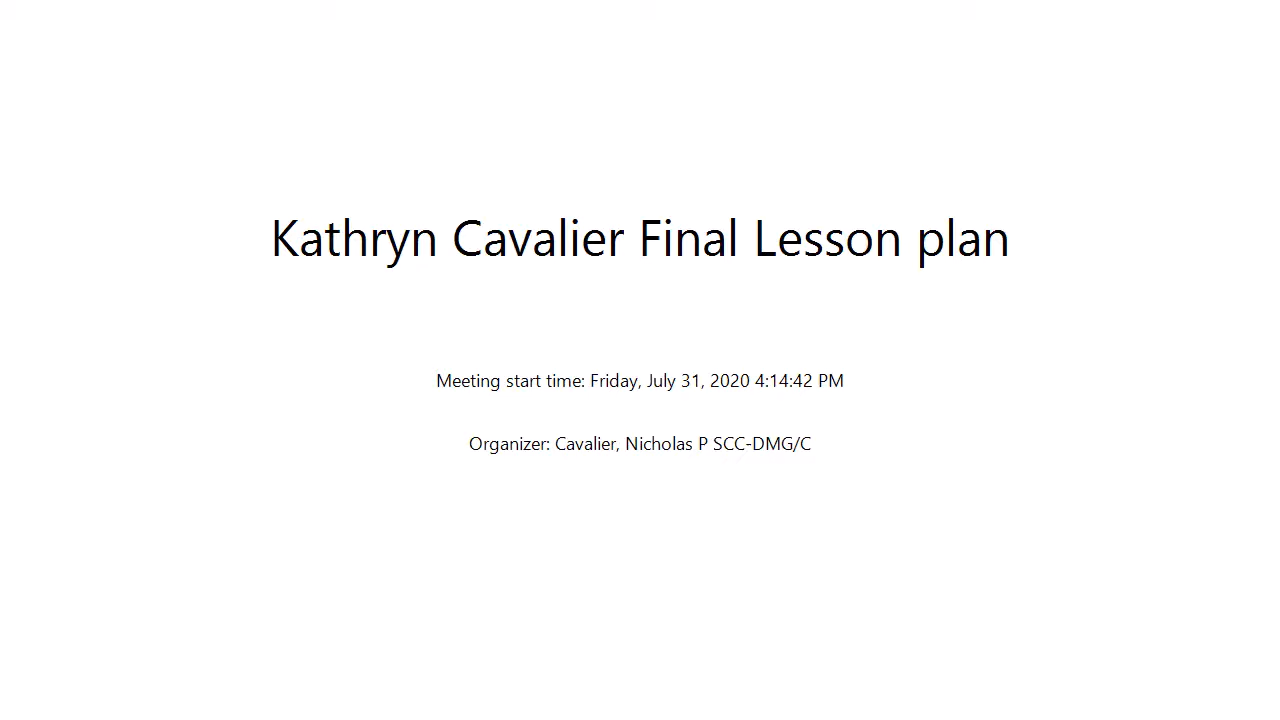 Kathryn Cavalier Final Lesson plan
Meeting start time: Friday, July 31, 2020 4:14:42 PM
Organizer: Cavalier, Nicholas P SCC-DMG/C